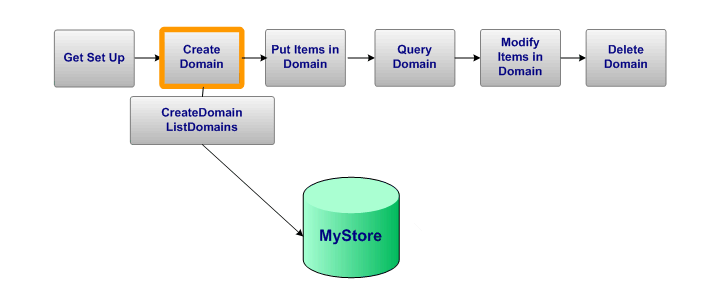 Get Set Up
Create
Domain
Put Items in
Domain
Query
Domain
Modify
Items in
Domain
Delete
Domain
CreateDomain
ListDomains
MyStore